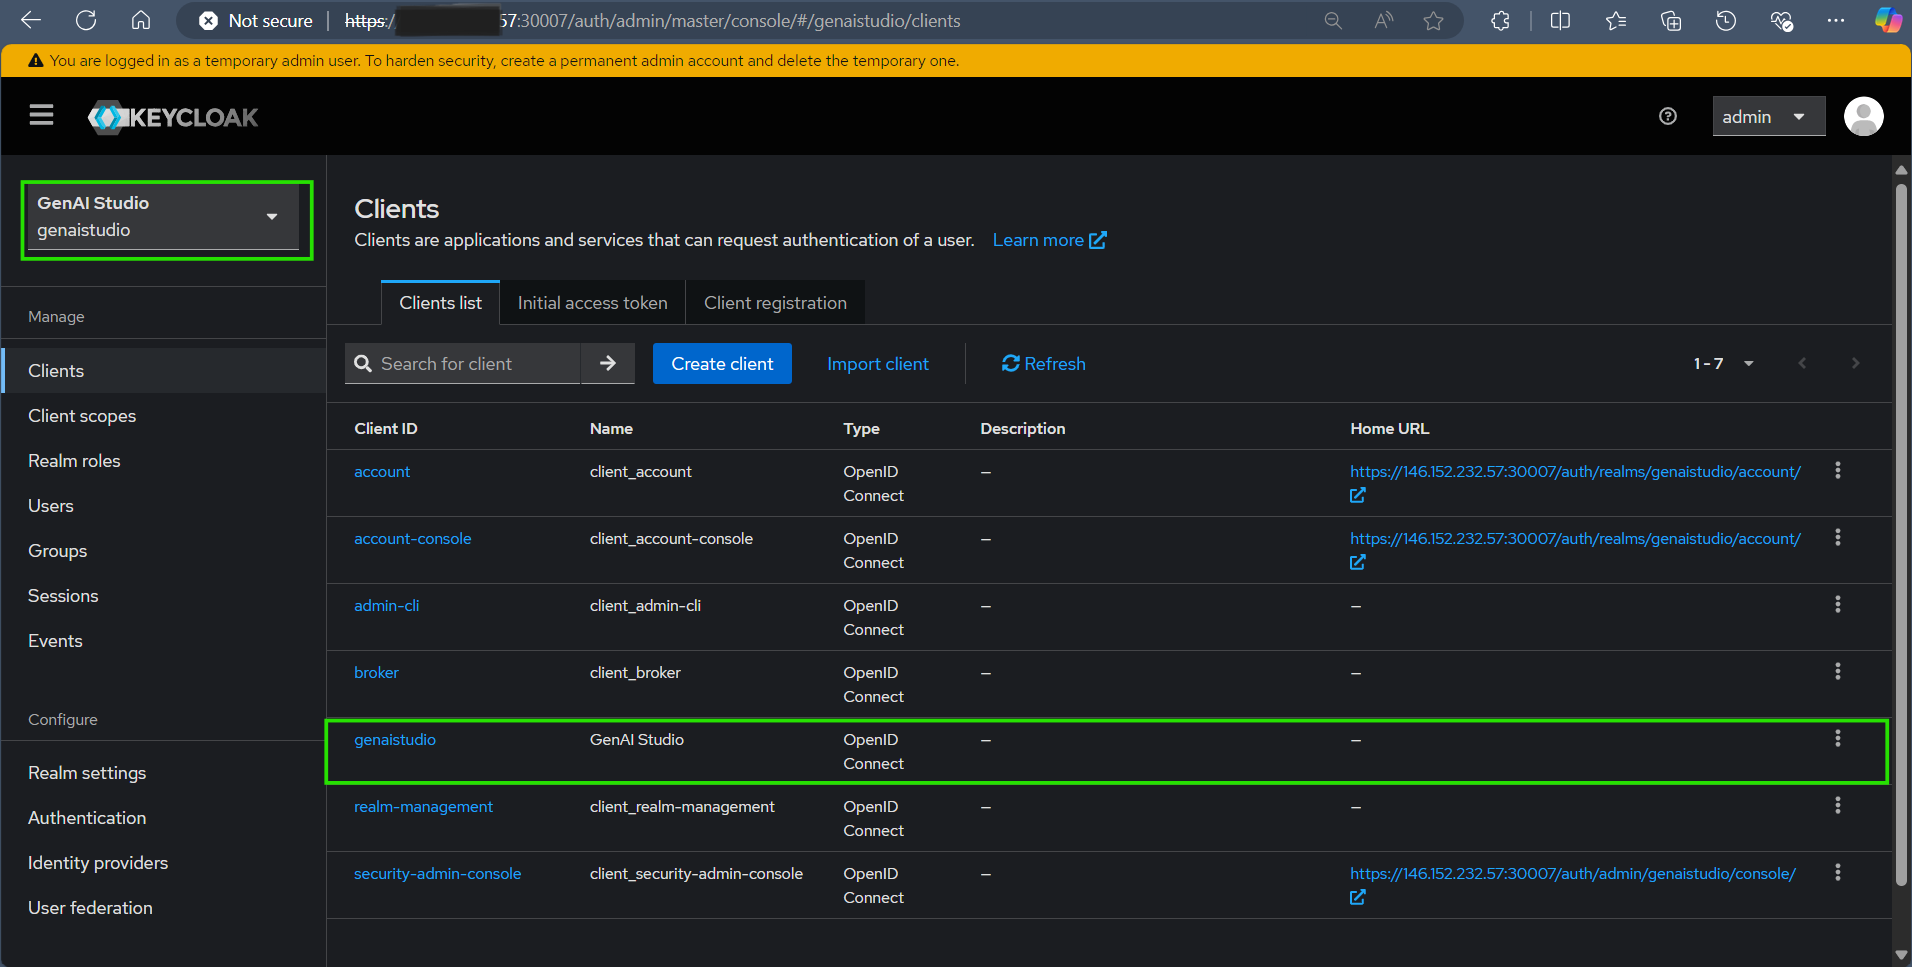 Not secure https:/ 57:30007/auth/admin/master/console/#/genaistudio/clients
You are logged in as a temporary admin user. To harden security, create a permanent admin account and delete the temporary one.
KEYCLOAK
admin
GenAI Studio
genaistudio
Manage
Clients
Client scopes
Realm roles
Users
Groups
Sessions
Events
Configure
Realm settings
Authentication
Identity providers
User federation
Clients
Clients are applications and services that can request authentication of a user. Learn more
Clients list Initial access token Client registration
Search for client Create client Import client Refresh 1 - 7
Client ID Name Type Description Home URL
account client_account OpenID Connect – https://146.152.232.57:30007/auth/realms/genaistudio/account/
account-console client_account-console OpenID Connect – https://146.152.232.57:30007/auth/realms/genaistudio/account/
admin-cli client_admin-cli OpenID Connect – –
broker client_broker OpenID Connect – –
genaistudio GenAI Studio OpenID Connect – –
realm-management client_realm-management OpenID Connect – –
security-admin-console client_security-admin-console OpenID Connect – https://146.152.232.57:30007/auth/admin/genaistudio/console/